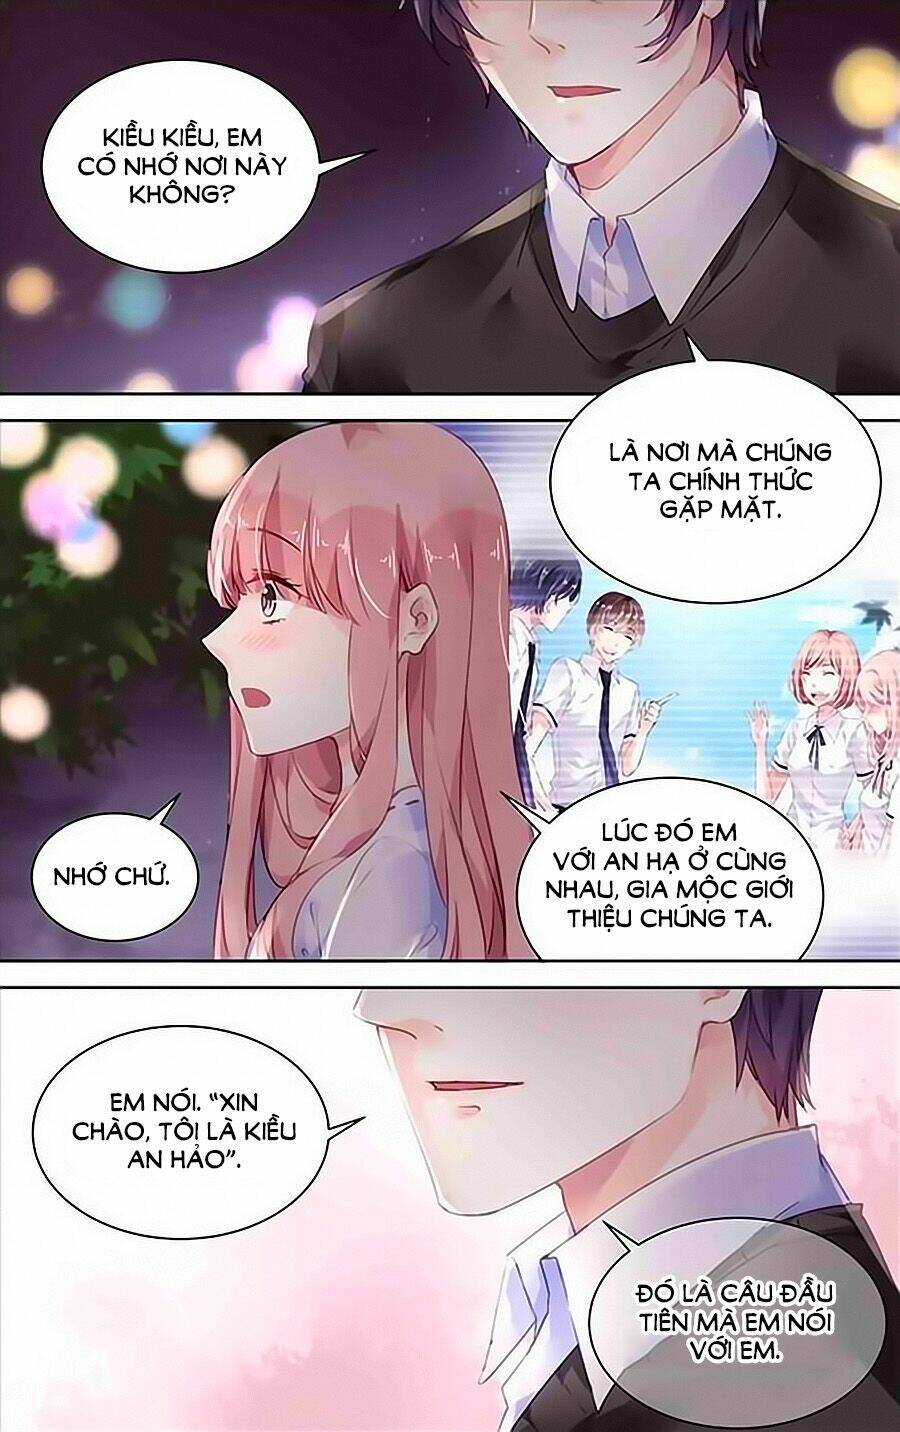 KIỀU KIỀU, EM
CÓ NHỚ NƠI NÀY
KHÔNG?
LÀ NƠI MÀ CHÚNG
TA CHÍNH THỨC
GẶP MẶT.
NHỚ CHỨ.
LÚC ĐÓ EM
VỚI AN HẠ Ở CÙNG
NHAU, GIA MỘC GIỚI
THIỆU CHÚNG TA.
EM NÓI. “XIN
CHÀO, TÔI LÀ KIỀU
AN HẢO”.
ĐÓ LÀ CÂU ĐẦU
TIÊN MÀ EM NÓI
VỚI EM.